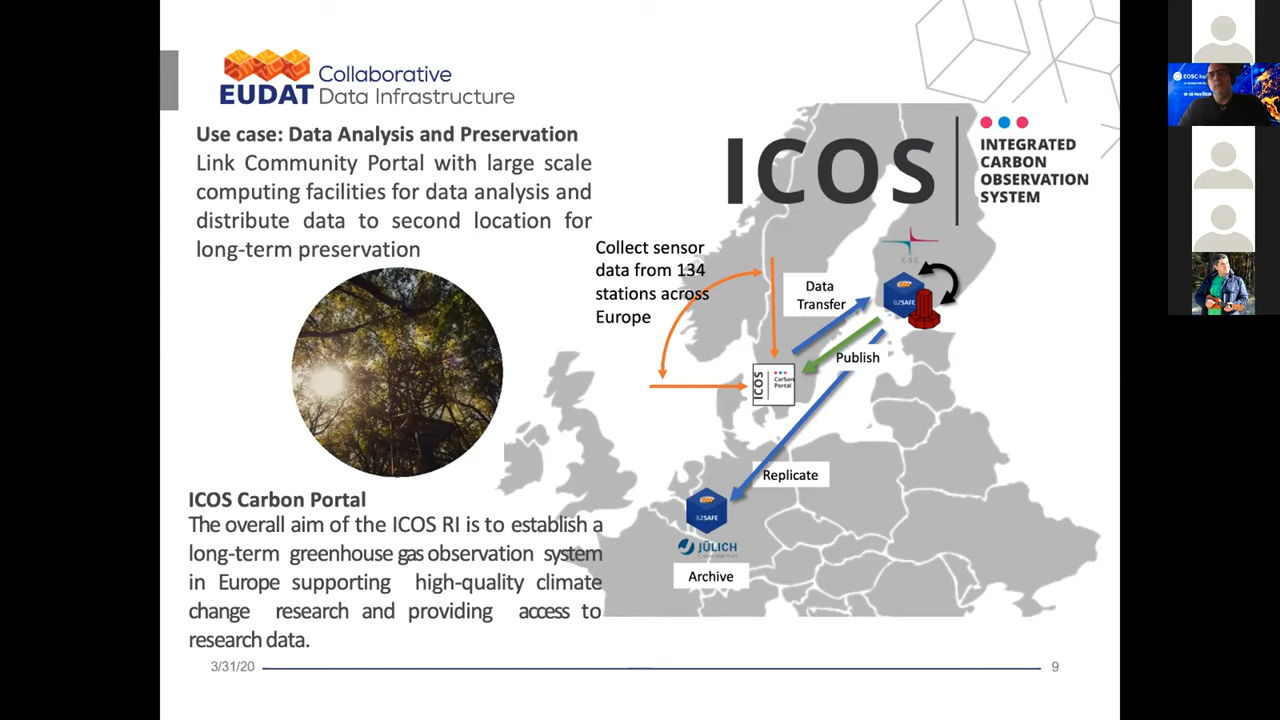 EUDAT
Collaborative
Data Infrastructure
Use case: Data Analysis and Preservation
Link Community Portal with large scale
computing facilities for data analysis and
distribute data to second location for
long-term preservation
ICOS
INTEGRATED
CARBON
OBSERVATION
SYSTEM
Collect sensor
data from 134
stations across
Europe
CSC
Data
Transfer
B2SAFE
Publish
ICOS
Carbon
Portal
Replicate
B2SAFE
JÜLICH
Archive
ICOS Carbon Portal
The overall aim of the ICOS RI is to establish a
long-term greenhouse gas observation system
in Europe supporting high-quality climate
change research and providing access to
research data.
3/31/20
9